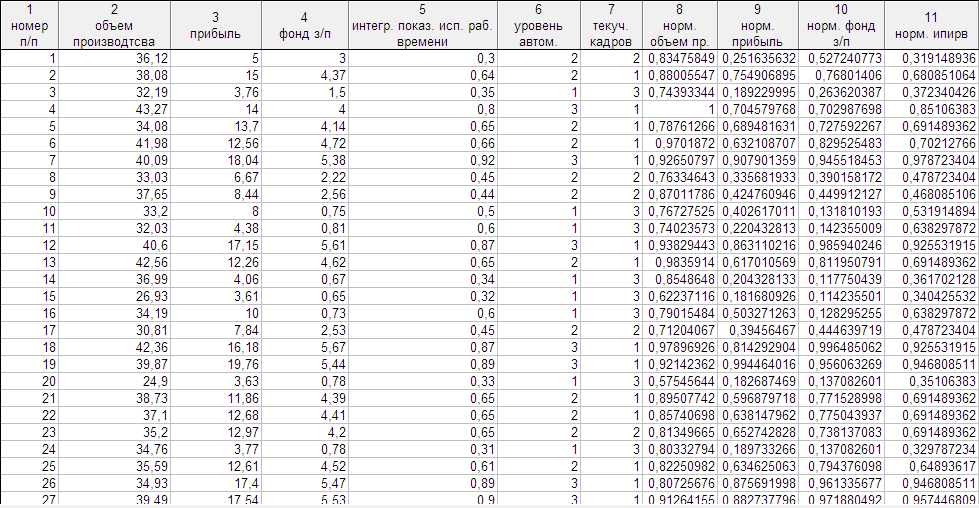 1 2 3 4 5 6 7 8 9 10 11
номер п/п объем производтсва прибыль фонд з/п интегр. показ. исп. раб. времени уровень автом. текуч. кадров норм. объем пр. норм. прибыль норм. фонд з/п норм. ипирв
1 36,12 5 3 0,3 2 2 0,83475849 0,251635632 0,527240773 0,319148936
2 38,08 15 4,37 0,64 2 1 0,88005547 0,754906895 0,76801406 0,680851064
3 32,19 3,76 1,5 0,35 1 3 0,74393344 0,189229995 0,263620387 0,372340426
4 43,27 14 4 0,8 3 1 1 0,704579768 0,702987698 0,85106383
5 34,08 13,7 4,14 0,65 2 1 0,78761266 0,689481631 0,727592267 0,691489362
6 41,98 12,56 4,72 0,66 2 1 0,9701872 0,632108707 0,829525483 0,70212766
7 40,09 18,04 5,38 0,92 3 1 0,92650797 0,907901359 0,945518453 0,978723404
8 33,03 6,67 2,22 0,45 2 2 0,76334643 0,335681933 0,390158172 0,478723404
9 37,65 8,44 2,56 0,44 2 2 0,87011786 0,424760946 0,449912127 0,468085106
10 33,2 8 0,75 0,5 1 3 0,76727525 0,402617011 0,131810193 0,531914894
11 32,03 4,38 0,81 0,6 1 3 0,74023573 0,220432813 0,142355009 0,638297872
12 40,6 17,15 5,61 0,87 3 1 0,93829443 0,863110216 0,985940246 0,925531915
13 42,56 12,26 4,62 0,65 2 1 0,9835914 0,617010569 0,811950791 0,691489362
14 36,99 4,06 0,67 0,34 1 3 0,8548648 0,204328133 0,117750439 0,361702128
15 26,93 3,61 0,65 0,32 1 3 0,62237116 0,181680926 0,114235501 0,340425532
16 34,19 10 0,73 0,6 1 3 0,79015484 0,503271263 0,128295255 0,638297872
17 30,81 7,84 2,53 0,45 2 2 0,71204067 0,39456467 0,444639719 0,478723404
18 42,36 16,18 5,67 0,87 3 1 0,97896926 0,814292904 0,996485062 0,925531915
19 39,87 19,76 5,44 0,89 3 1 0,92142362 0,994464016 0,956063269 0,946808511
20 24,9 3,63 0,78 0,33 1 3 0,57545644 0,182687469 0,137082601 0,35106383
21 38,73 11,86 4,39 0,65 2 1 0,89507742 0,596879718 0,771528998 0,691489362
22 37,1 12,68 4,41 0,65 2 1 0,85740698 0,638147962 0,775043937 0,691489362
23 35,2 12,97 4,2 0,65 2 2 0,81349665 0,652742828 0,738137083 0,691489362
24 34,76 3,77 0,78 0,31 1 3 0,80332794 0,189733266 0,137082601 0,329787234
25 35,59 12,61 4,52 0,61 2 1 0,82250982 0,634625063 0,794376098 0,64893617
26 34,93 17,4 5,47 0,89 3 1 0,80725676 0,875691998 0,961335677 0,946808511
27 39,49 17,54 5,53 0,9 3 1 0,91264155 0,882737796 0,971880492 0,957446809